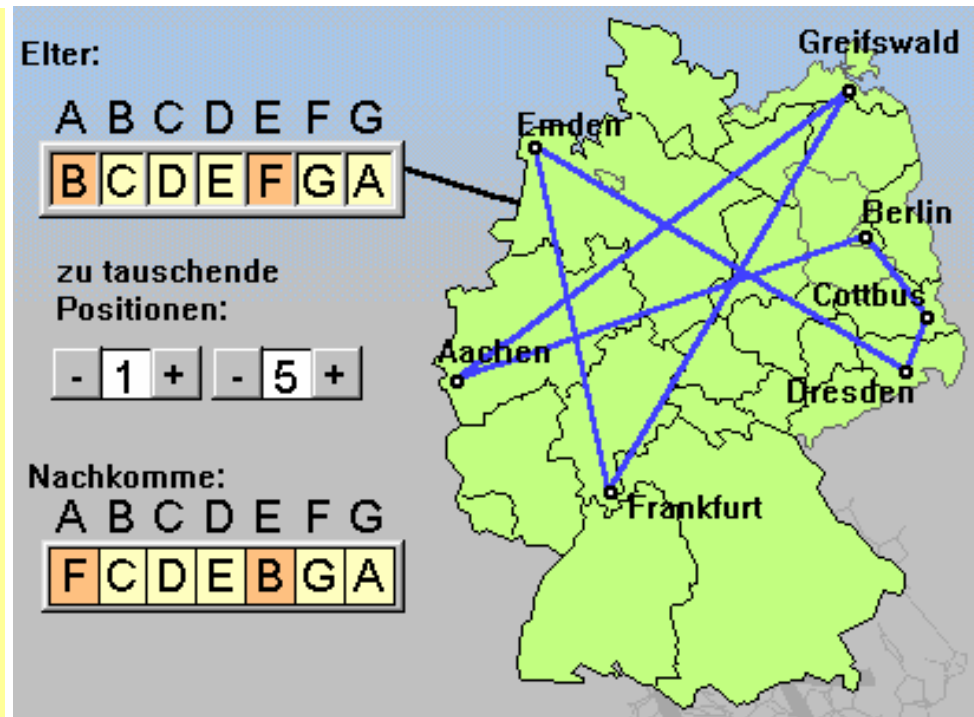 Elter:
A B C D E F G
B C D E F G A
zu tauschende
Positionen:
- 1 + - 5 +
Nachkomme:
A B C D E F G
F C D E B G A
Greifswald
Emden
Berlin
Cottbus
Aachen
Dresden
Frankfurt